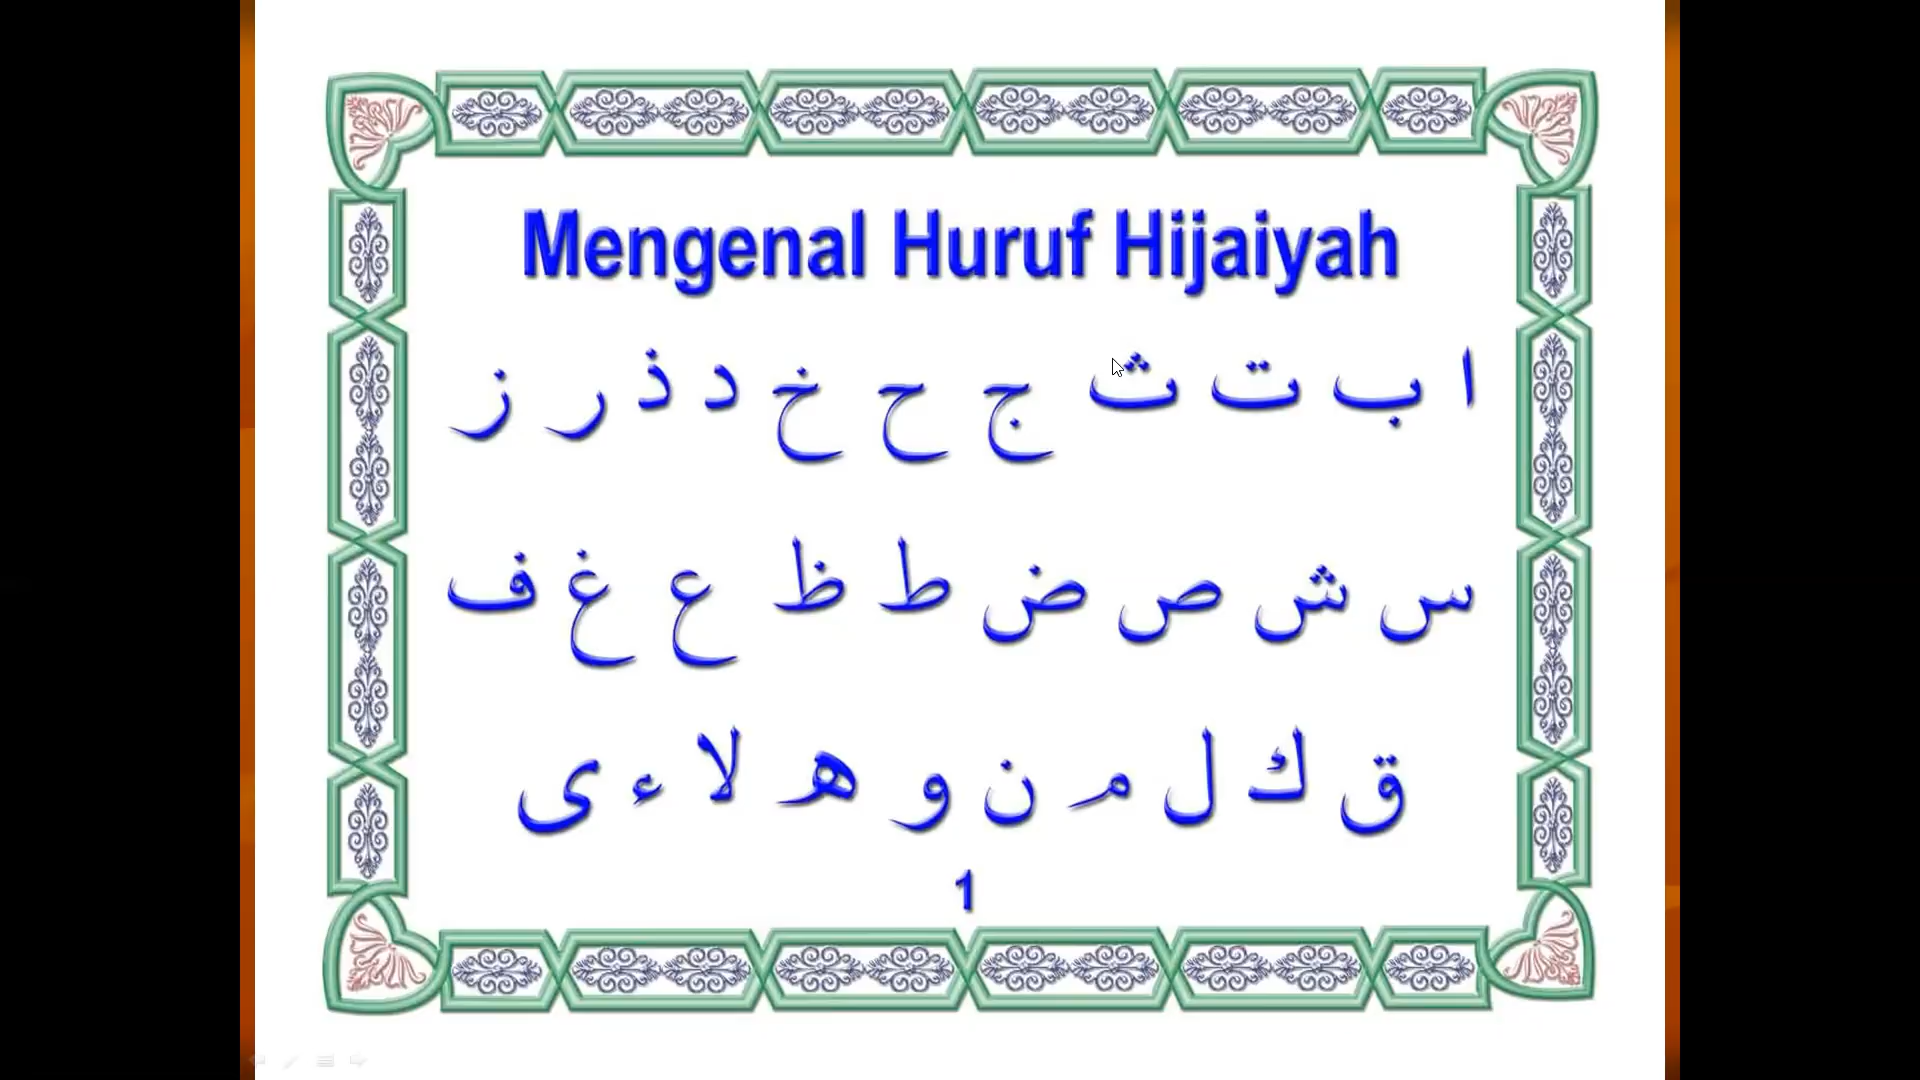 Mengenal Huruf Hijaiyah
ا ب ت ث ج ح خ د ذ ر ز
س ش ص ض ط ظ ع غ ف
ق ك ل م ن و ه لا ء ى
1